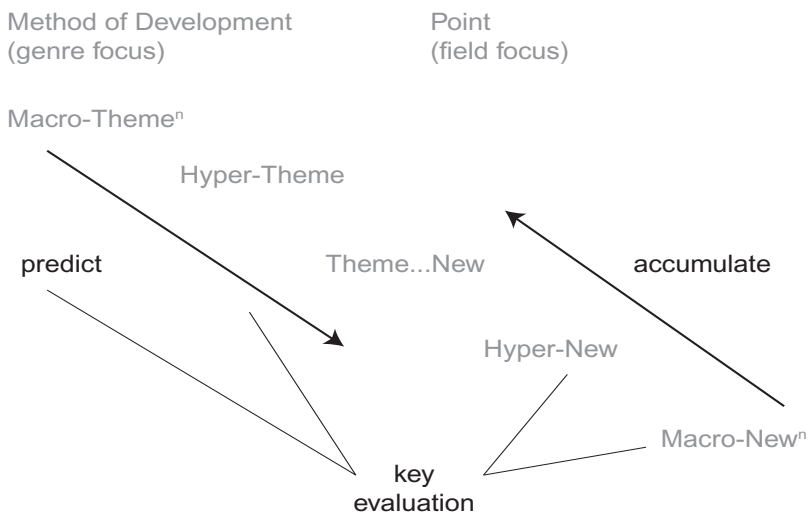 Method of Development
(genre focus)
Point
(field focus)
Macro-Themeⁿ
Hyper-Theme
predict
Theme...New
accumulate
Hyper-New
Macro-Newⁿ
key
evaluation